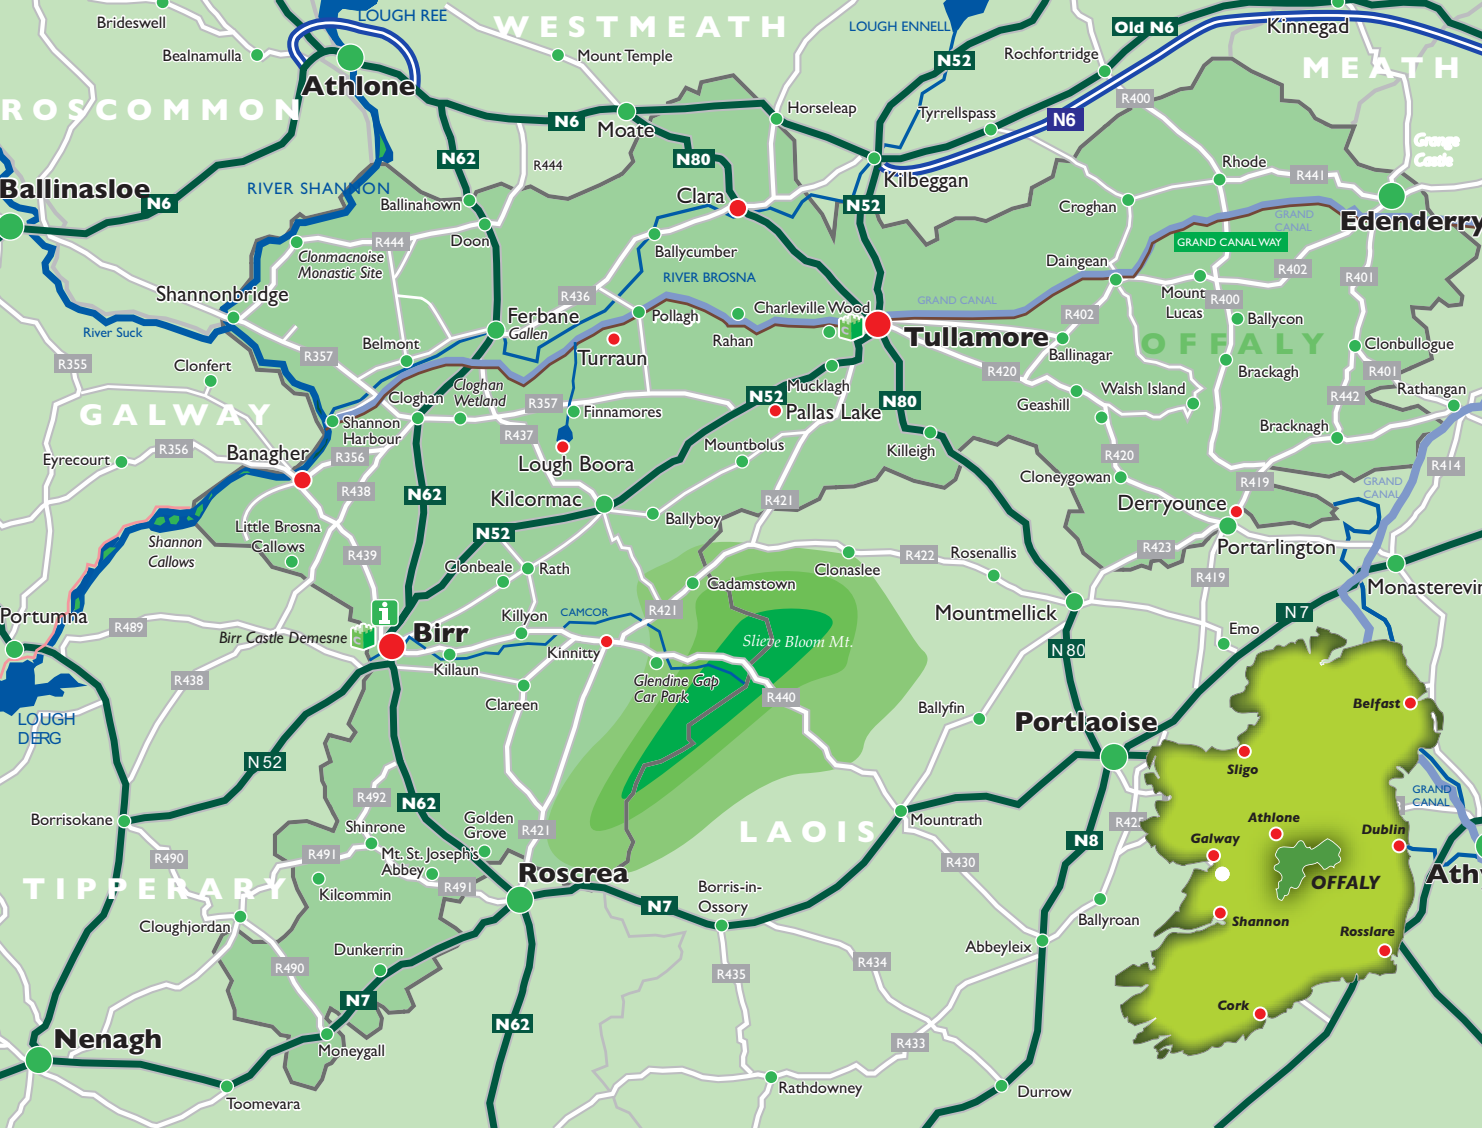 LOUGH REE
WESTMEATH
LOUGH ENNELL
Old N6
Kinnegad
Brideswell
Bealnamulla
Mount Temple
N52
Rochfortridge
MEATH
Athlone
ROSCOMMON
Horseleap
R400
N6
Moate
Tyrrellspass
N6
Grange
Castle
N62
R444
N80
Rhode
R441
Ballinasloe
N6
RIVER SHANNON
Ballinahown
Clara
Kilbeggan
N52
Croghan
Edenderry
GRAND
CANAL
Doon
R444
Clonmacnoise
Monastic Site
Ballycumber
GRAND CANAL WAY
Daingean
R402
R401
RIVER BROSNA
Shannonbridge
R436
Mount
Lucas
R400
River Suck
Ferbane
Gallen
Pollagh
Charleville Wood
GRAND CANAL
R402
Ballycon
Rahan
Tullamore
OFFALY
Clonbullogue
Belmont
R357
Turraun
Ballinagar
R355
Clonfert
Mucklagh
R420
Brackagh
R401
Cloghan
Wetland
Cloghan
N52
N80
Walsh Island
Rathangan
R442
GALWAY
R357
Finnamores
Pallas Lake
Geashill
Shannon
Harbour
R437
Bracknagh
R356
Banagher
R356
Mountbolus
Killeigh
R420
Eyrecourt
Lough Boora
R414
R438
N62
Kilcormac
Cloneygowan
R419
GRAND
CANAL
R421
Derryounce
Little Brosna
Callows
Ballyboy
N52
Shannon
Callows
R439
Portarlington
R423
Clonbeale
Rath
Clonaslee
R422
Rosenallis
R419
Monasterevin
Cadamstown
Portumna
R489
Killyon
CAMCOR
R421
Mountmellick
N7
Birr Castle Demesne
Birr
Slieve Bloom Mt.
Emo
Kinnitty
N80
Killaun
R438
Glendine Gap
Car Park
R440
Clareen
LOUGH
DERG
Ballyfin
Portlaoise
Belfast
N52
Sligo
R492
N62
GRAND
CANAL
Borrisokane
Shinrone
Golden
Grove
R421
LAOIS
Mountrath
Athlone
Dublin
N8
Galway
R490
R491
Mt. St. Joseph's
Abbey
R430
TIPPERARY
Kilcommin
R491
Roscrea
OFFALY
N7
Borris-in-
Ossory
Cloughjordan
Ballyroan
Shannon
Rosslare
Dunkerrin
Abbeyleix
R490
R434
R435
N7
Cork
N62
Nenagh
Moneygall
R433
Rathdowney
Durrow
Toomevara